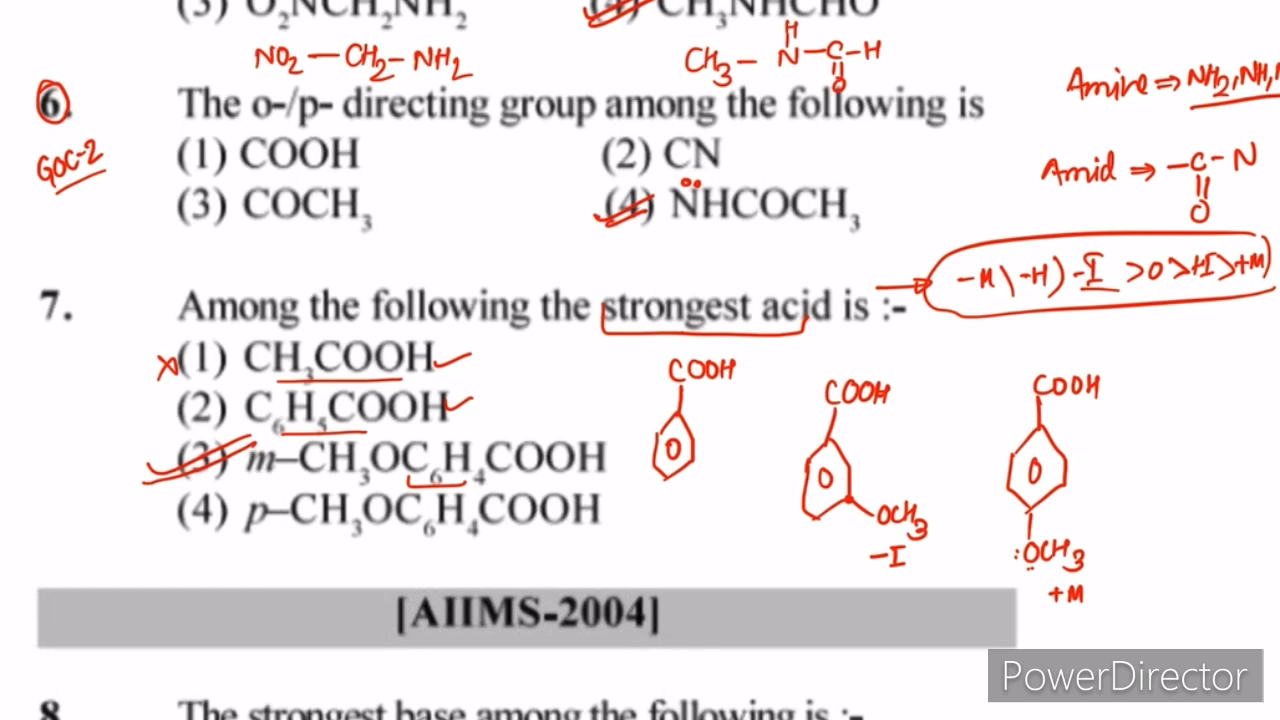 (3) O₂NCH₂NH₂ (4) CH₃NHCHO
NO₂ — CH₂ – NH₂
CH₃ – N – C – H
H
O
Amine ⇒ NH₂, NH,
6. The o-/p- directing group among the following is
GOC-2
(1) COOH (2) CN
Amid ⇒ – C – N
O
(3) COCH₃ (4) NHCOCH₃
-M \ -H) -I > 0 > +I > +M
7. Among the following the strongest acid is :-
(1) CH₃COOH
(2) C₆H₅COOH
(3) m–CH₃OC₆H₄COOH
(4) p–CH₃OC₆H₄COOH
COOH
COOH
OCH₃
-I
COOH
:OCH₃
+M
[AIIMS-2004]
PowerDirector
8. The strongest base among the following is :-